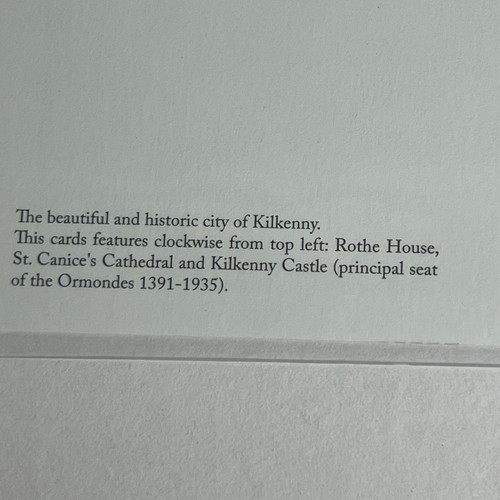 The beautiful and historic city of Kilkenny.
This cards features clockwise from top left: Rothe House,
St. Canice's Cathedral and Kilkenny Castle (principal seat
of the Ormondes 1391-1935).